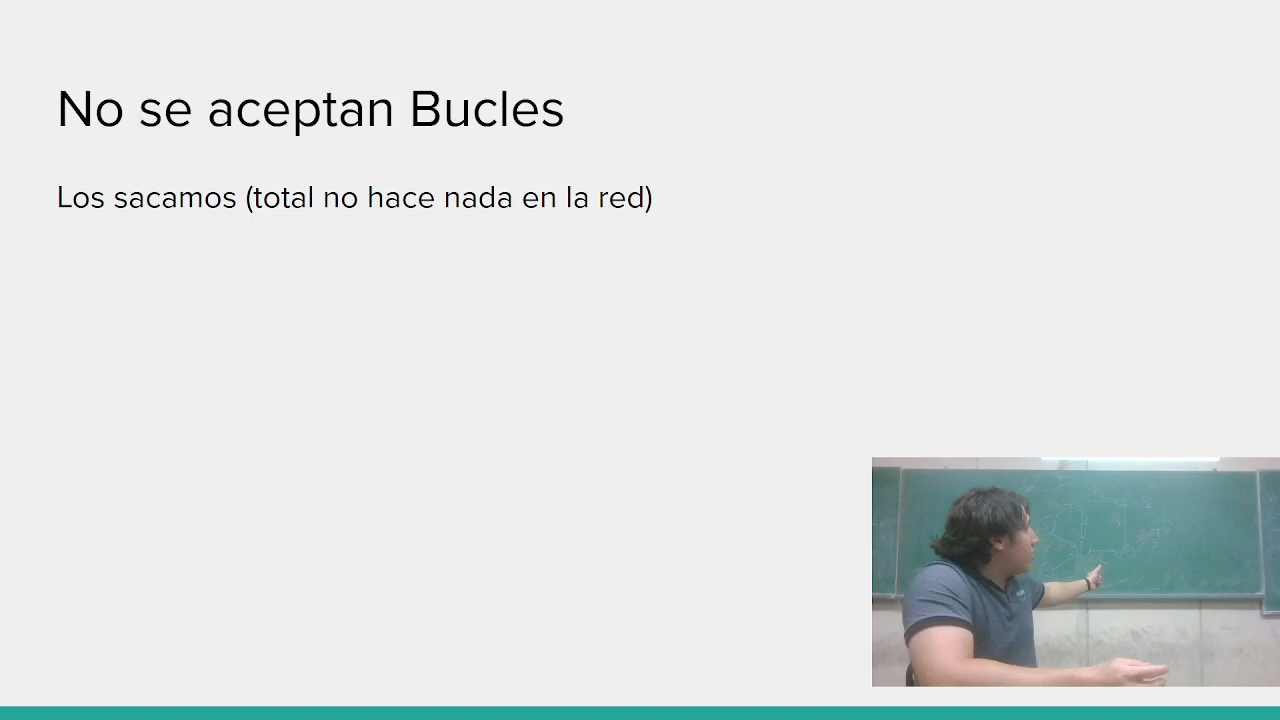 No se aceptan Bucles
Los sacamos (total no hace nada en la red)